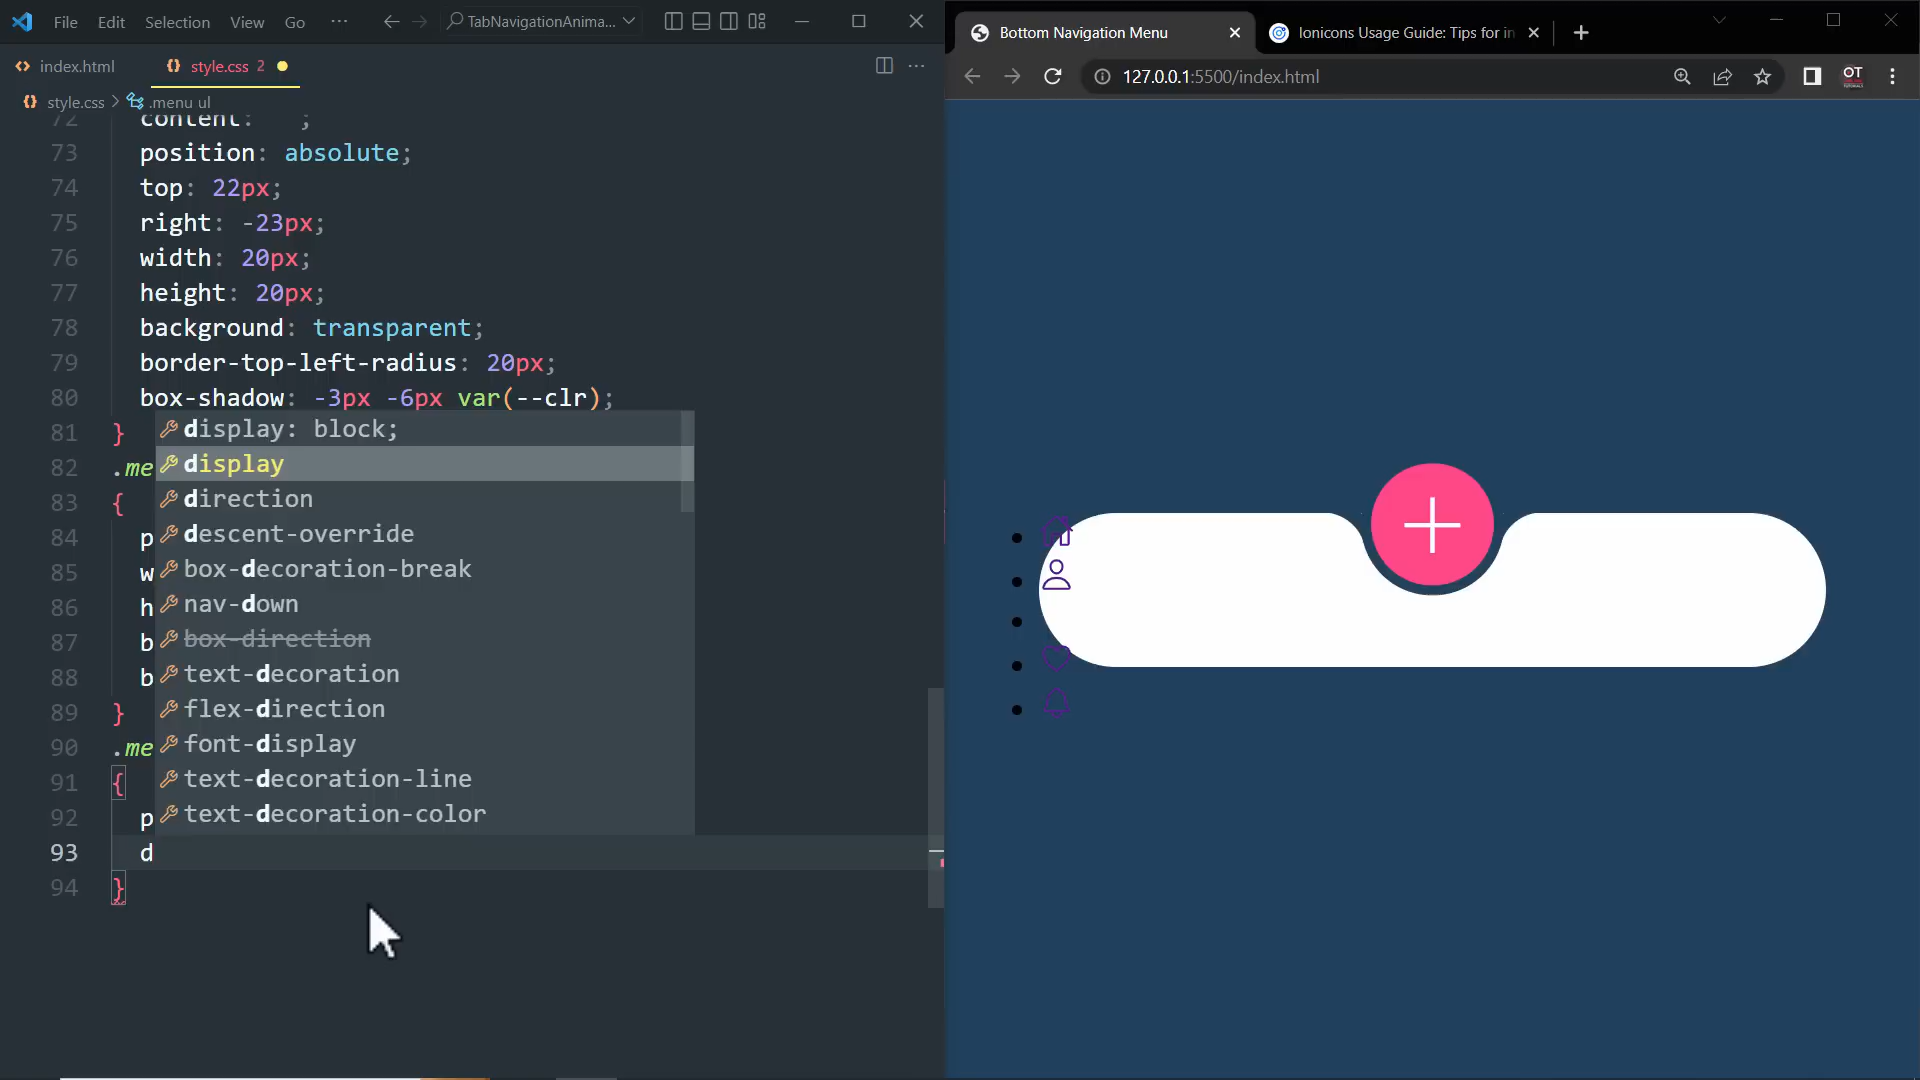 File Edit Selection View Go ··· TabNavigationAnima...
index.html style.css 2
style.css > .menu ul
72 content: ;
73 position: absolute;
74 top: 22px;
75 right: -23px;
76 width: 20px;
77 height: 20px;
78 background: transparent;
79 border-top-left-radius: 20px;
80 box-shadow: -3px -6px var(--clr);
81 }
82 .me
83 {
84 p
85 w
86 h
87 b
88 b
89 }
90 .me
91 {
92 p
93 d
94 }
display: block;
display
direction
descent-override
box-decoration-break
nav-down
box-direction
text-decoration
flex-direction
font-display
text-decoration-line
text-decoration-color
Bottom Navigation Menu
Ionicons Usage Guide: Tips for in
127.0.0.1:5500/index.html
OT